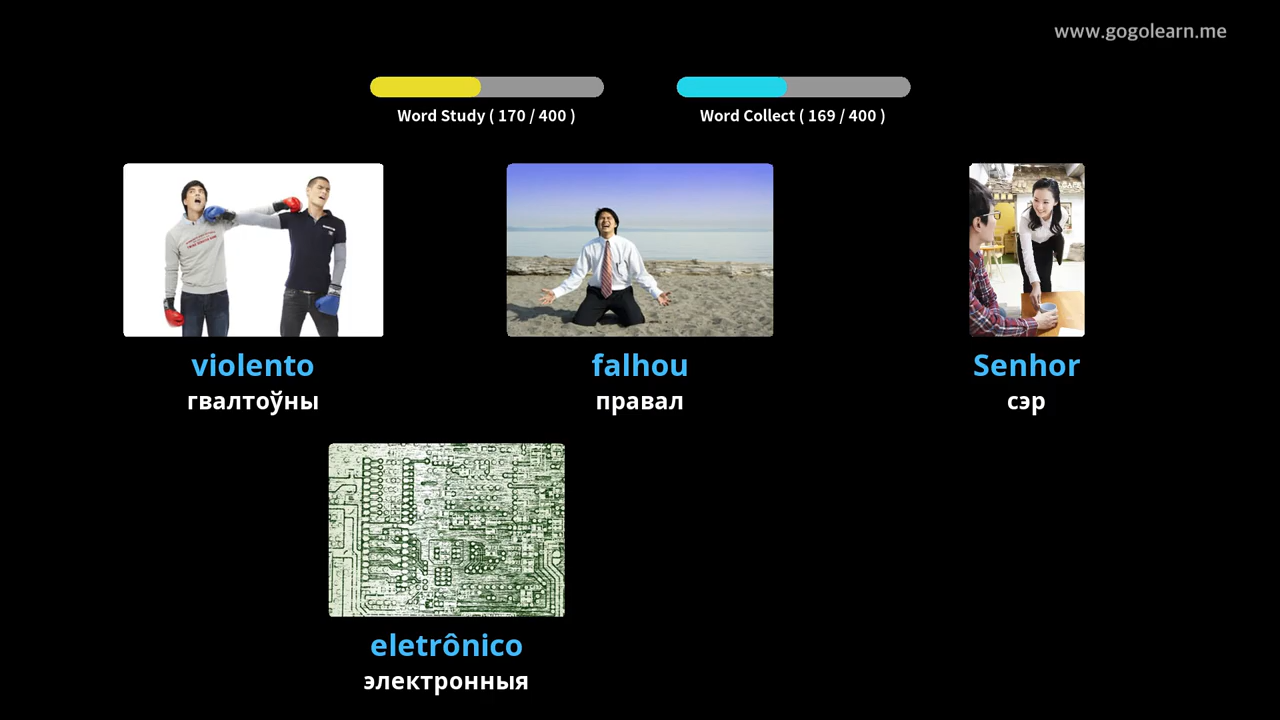 www.gogolearn.me
Word Study ( 170 / 400 )
Word Collect ( 169 / 400 )
violento
гвалтоўны
falhou
правал
Senhor
сэр
eletrônico
электронныя